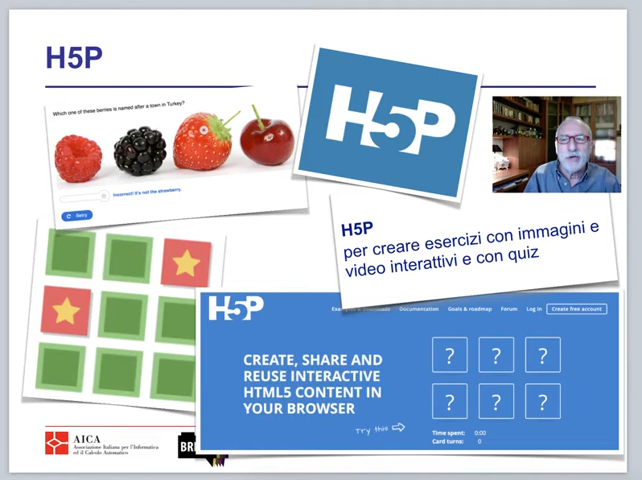 H5P
Which one of these berries is named after a town in Turkey?
Incorrect! It's not the strawberry.
Retry
H5P
H5P
per creare esercizi con immagini e
video interattivi e con quiz
H5P
Documentation Goals & roadmap Forum Log in Create free account
CREATE, SHARE AND
REUSE INTERACTIVE
HTML5 CONTENT IN
YOUR BROWSER
Try this
? ? ?
? ? ?
Time spent: 0:00
Card turns: 0
AICA
Associazione Italiana per l'Informatica
ed il Calcolo Automatico